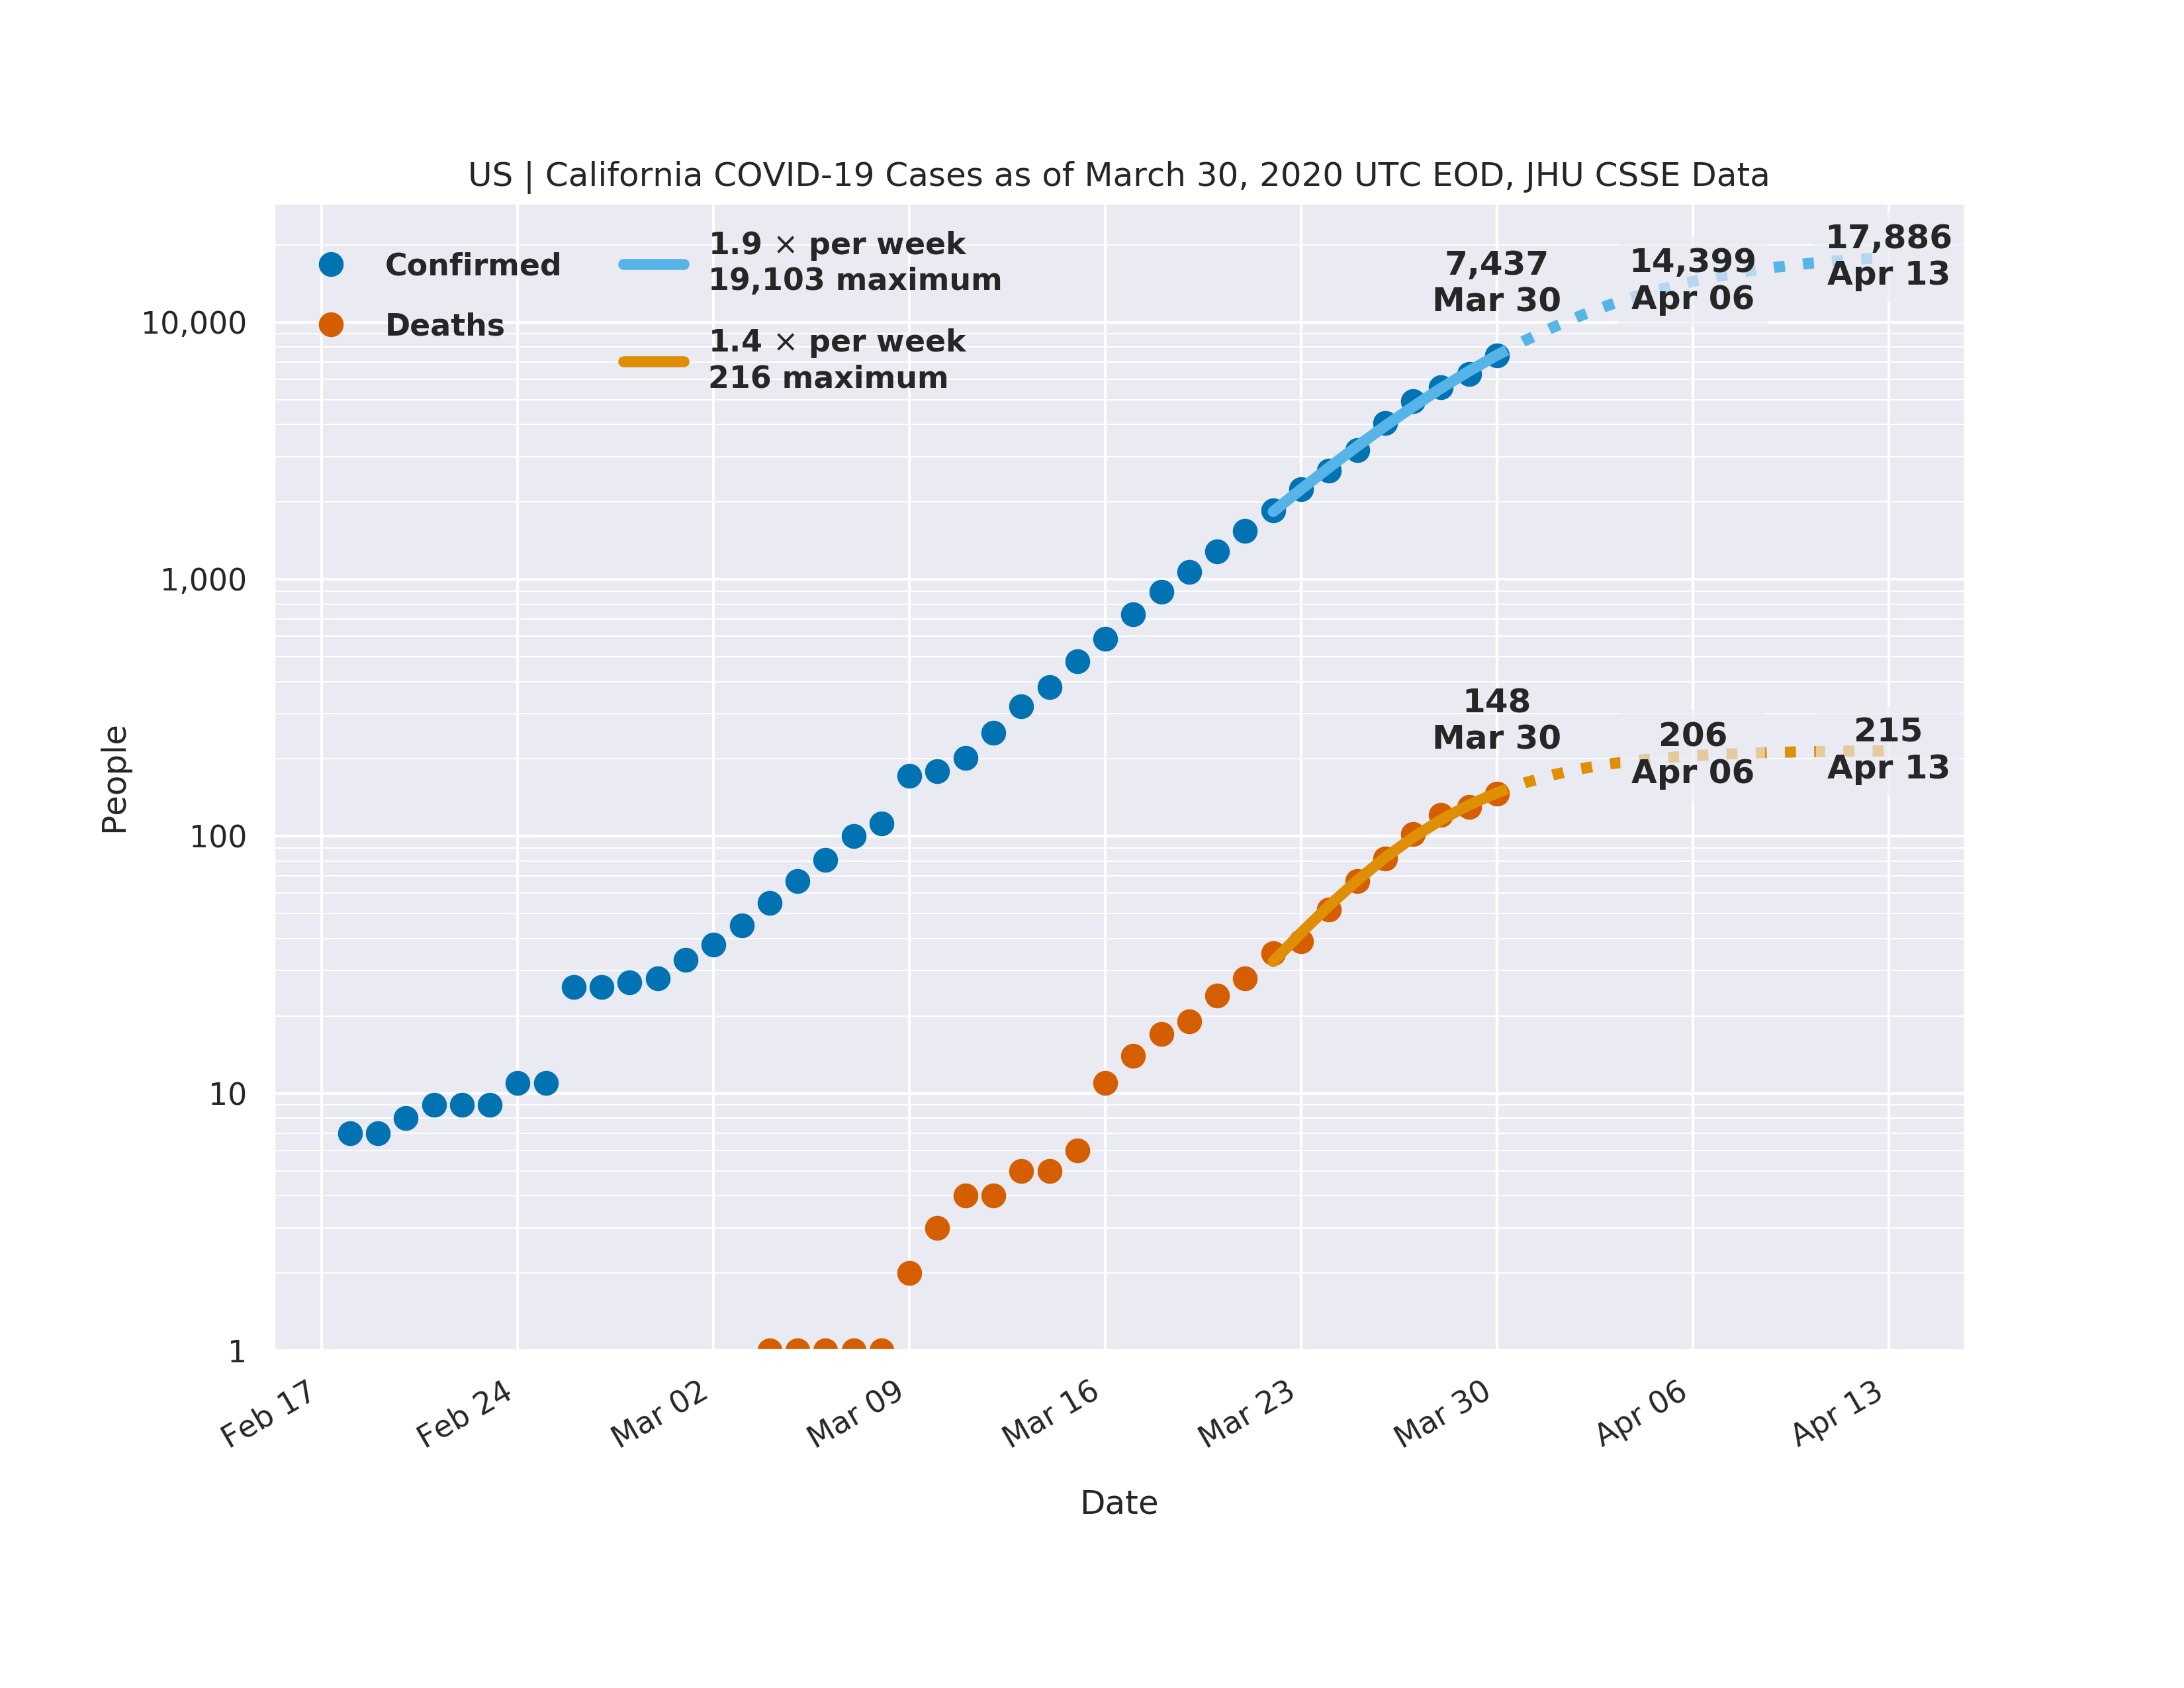 US | California COVID-19 Cases as of March 30, 2020 UTC EOD, JHU CSSE Data
Confirmed
Deaths
1.9 × per week
19,103 maximum
1.4 × per week
216 maximum
7,437
Mar 30
14,399
Apr 06
17,886
Apr 13
148
Mar 30
206
Apr 06
215
Apr 13
People
10,000
1,000
100
10
1
Feb 17
Feb 24
Mar 02
Mar 09
Mar 16
Mar 23
Mar 30
Apr 06
Apr 13
Date